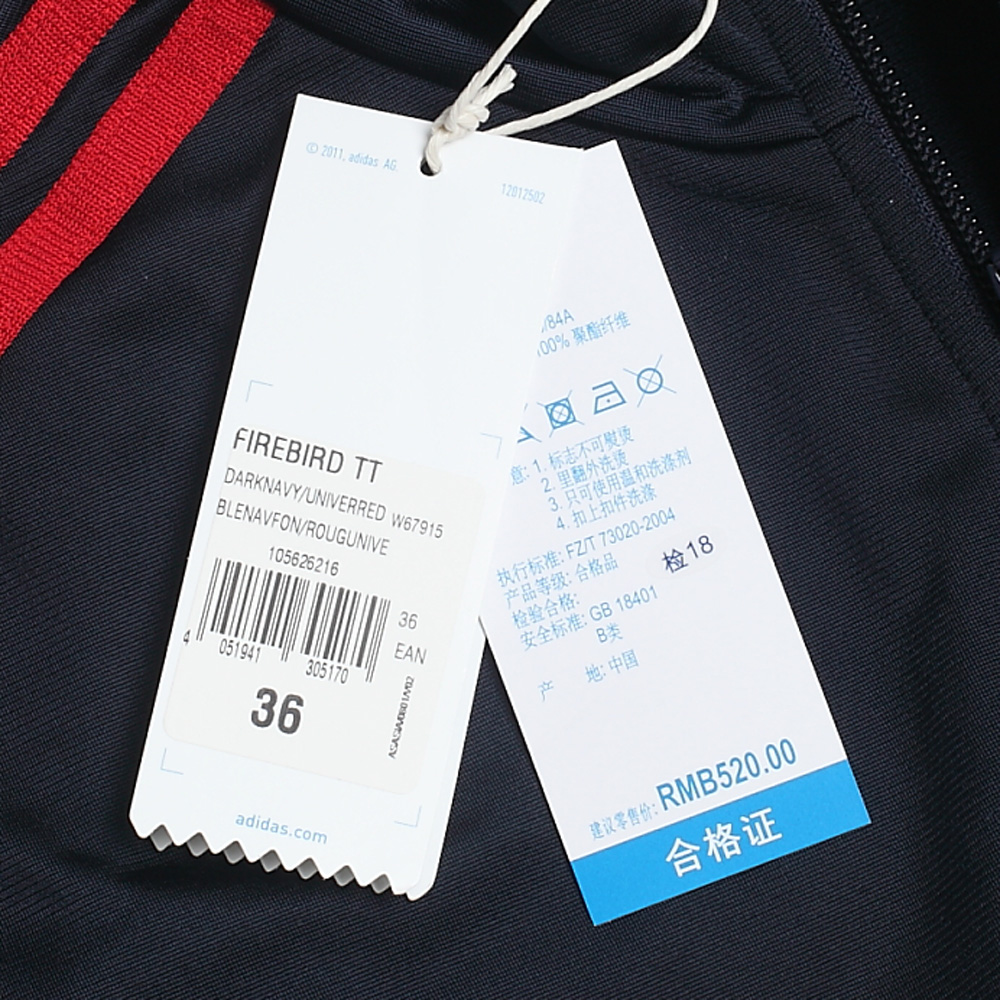 © 2011, adidas AG.
12012502
FIREBIRD TT
DARKNAVY/UNIVERRED W67915
BLENAVFON/ROUGUNIVE
105626216
36
EAN
4 051941 305170
36
adidas.com
/84A
100% 聚酯纤维
意: 1. 标志不可熨烫
2. 里翻外洗烫
3. 只可使用温和洗涤剂
4. 扣上扣件洗涤
执行标准: FZ/T 73020-2004
产品等级: 合格品
检验合格:
检18
安全标准: GB 18401
B类
产 地: 中国
建议零售价: RMB520.00
合格证